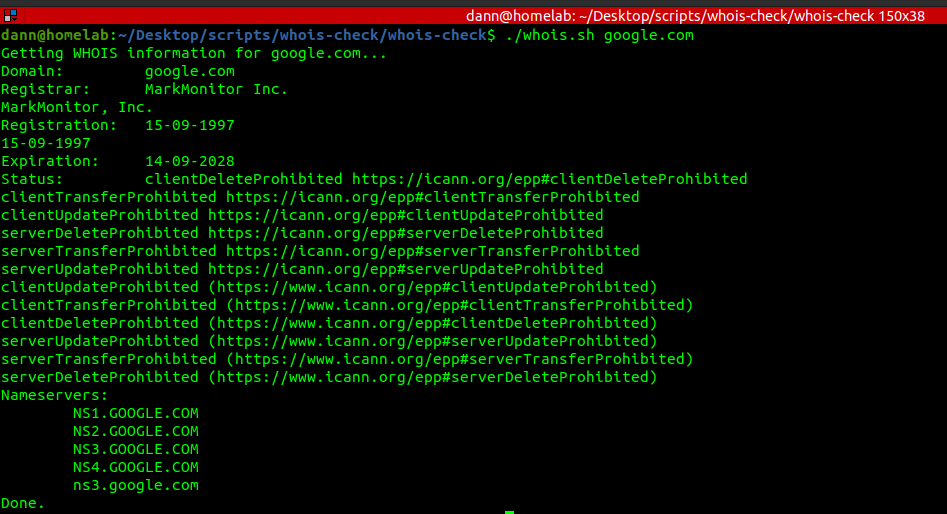 dann@homelab: ~/Desktop/scripts/whois-check/whois-check 150x38
dann@homelab:~/Desktop/scripts/whois-check/whois-check$ ./whois.sh google.com
Getting WHOIS information for google.com...
Domain: google.com
Registrar: MarkMonitor Inc.
MarkMonitor, Inc.
Registration: 15-09-1997
15-09-1997
Expiration: 14-09-2028
Status: clientDeleteProhibited https://icann.org/epp#clientDeleteProhibited
clientTransferProhibited https://icann.org/epp#clientTransferProhibited
clientUpdateProhibited https://icann.org/epp#clientUpdateProhibited
serverDeleteProhibited https://icann.org/epp#serverDeleteProhibited
serverTransferProhibited https://icann.org/epp#serverTransferProhibited
serverUpdateProhibited https://icann.org/epp#serverUpdateProhibited
clientUpdateProhibited (https://www.icann.org/epp#clientUpdateProhibited)
clientTransferProhibited (https://www.icann.org/epp#clientTransferProhibited)
clientDeleteProhibited (https://www.icann.org/epp#clientDeleteProhibited)
serverUpdateProhibited (https://www.icann.org/epp#serverUpdateProhibited)
serverTransferProhibited (https://www.icann.org/epp#serverTransferProhibited)
serverDeleteProhibited (https://www.icann.org/epp#serverDeleteProhibited)
Nameservers:
NS1.GOOGLE.COM
NS2.GOOGLE.COM
NS3.GOOGLE.COM
NS4.GOOGLE.COM
ns3.google.com
Done.